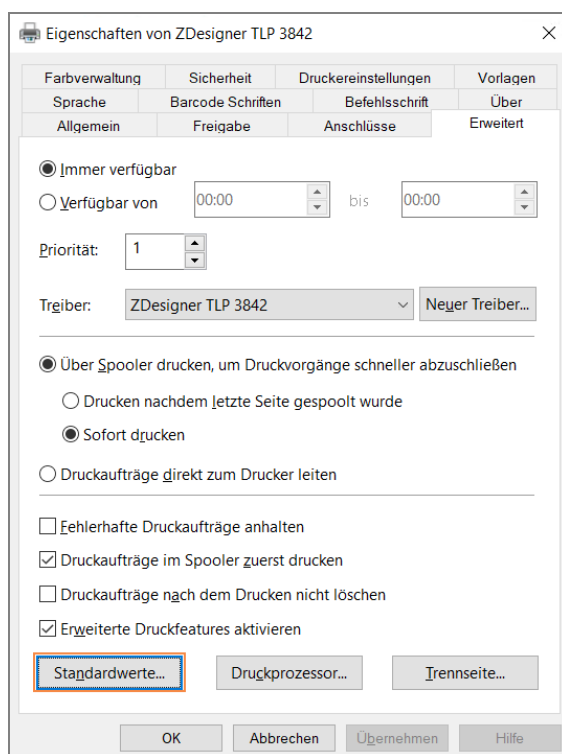 Eigenschaften von ZDesigner TLP 3842
Farbverwaltung Sicherheit Druckereinstellungen Vorlagen
Sprache Barcode Schriften Befehlsschrift Über
Allgemein Freigabe Anschlüsse Erweitert
Immer verfügbar
Verfügbar von 00:00 bis 00:00
Priorität: 1
Treiber: ZDesigner TLP 3842 Neuer Treiber...
Über Spooler drucken, um Druckvorgänge schneller abzuschließen
Drucken nachdem letzte Seite gespoolt wurde
Sofort drucken
Druckaufträge direkt zum Drucker leiten
Fehlerhafte Druckaufträge anhalten
Druckaufträge im Spooler zuerst drucken
Druckaufträge nach dem Drucken nicht löschen
Erweiterte Druckfeatures aktivieren
Standardwerte... Druckprozessor... Trennseite...
OK Abbrechen Übernehmen Hilfe